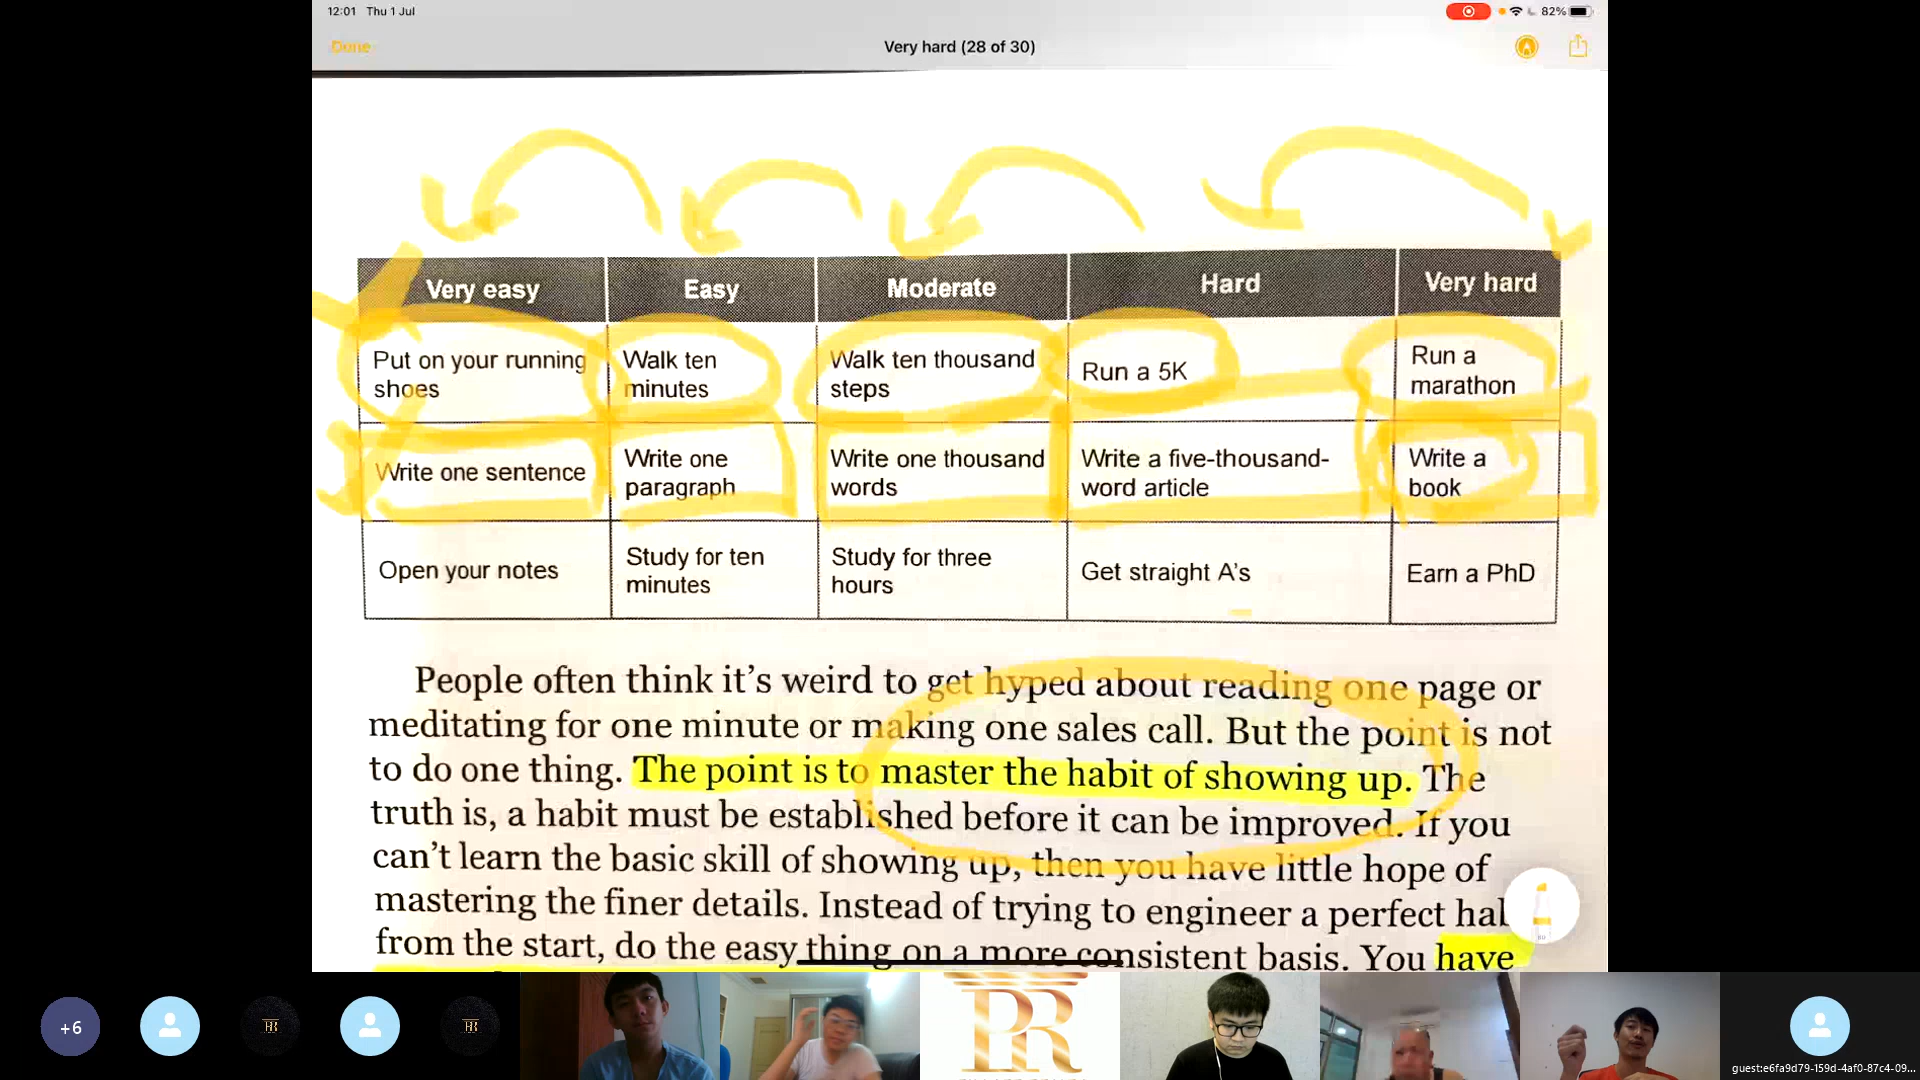 12:01 Thu 1 Jul
82%
Done
Very hard (28 of 30)
Very easy
Easy
Moderate
Hard
Very hard
Put on your running
shoes
Walk ten
minutes
Walk ten thousand
steps
Run a 5K
Run a
marathon
Write one sentence
Write one
paragraph
Write one thousand
words
Write a five-thousand-
word article
Write a
book
Open your notes
Study for ten
minutes
Study for three
hours
Get straight A's
Earn a PhD
People often think it's weird to get hyped about reading one page or
meditating for one minute or making one sales call. But the point is not
to do one thing. The point is to master the habit of showing up. The
truth is, a habit must be established before it can be improved. If you
can't learn the basic skill of showing up, then you have little hope of
mastering the finer details. Instead of trying to engineer a perfect hal
from the start, do the easy thing on a more consistent basis. You have
+6
PR
guest:e6fa9d79-159d-4af0-87c4-09...